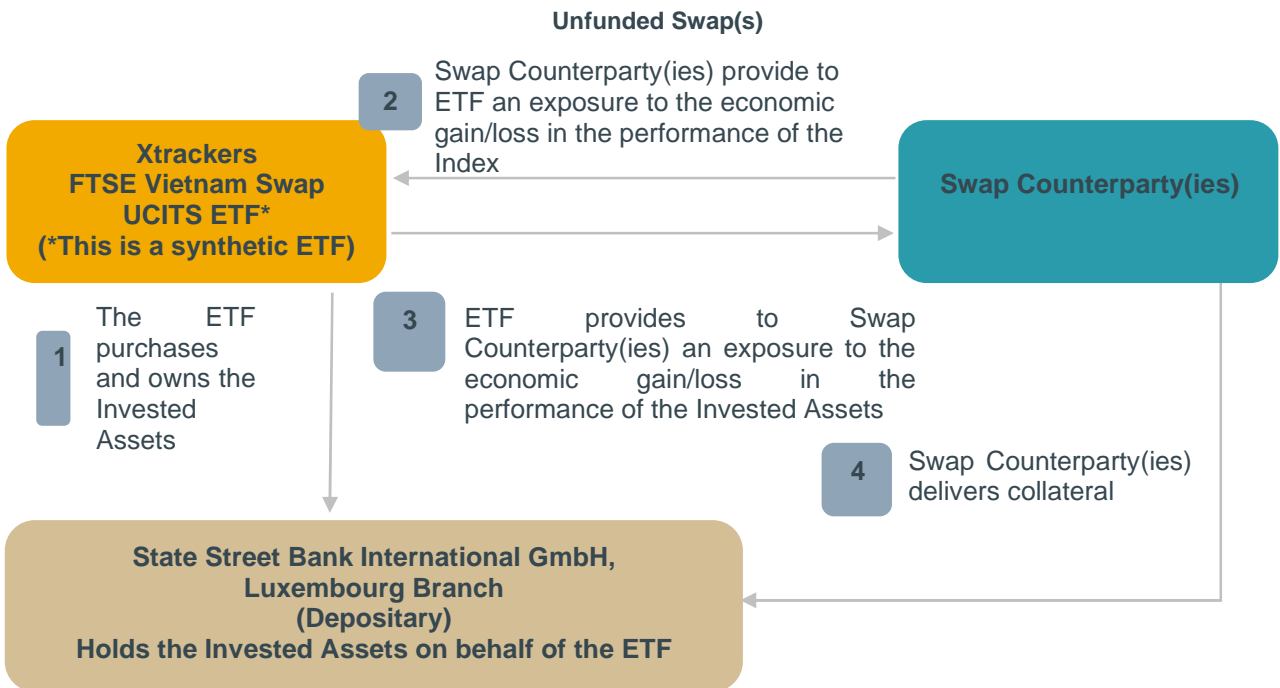 Unfunded Swap(s)
2
Swap Counterparty(ies) provide to
ETF an exposure to the economic
gain/loss in the performance of the
Index
Xtrackers
FTSE Vietnam Swap
UCITS ETF*
(*This is a synthetic ETF)
Swap Counterparty(ies)
1
The ETF
purchases
and owns the
Invested
Assets
3
ETF provides to Swap
Counterparty(ies) an exposure to the
economic gain/loss in the
performance of the Invested Assets
4
Swap Counterparty(ies)
delivers collateral
State Street Bank International GmbH,
Luxembourg Branch
(Depositary)
Holds the Invested Assets on behalf of the ETF